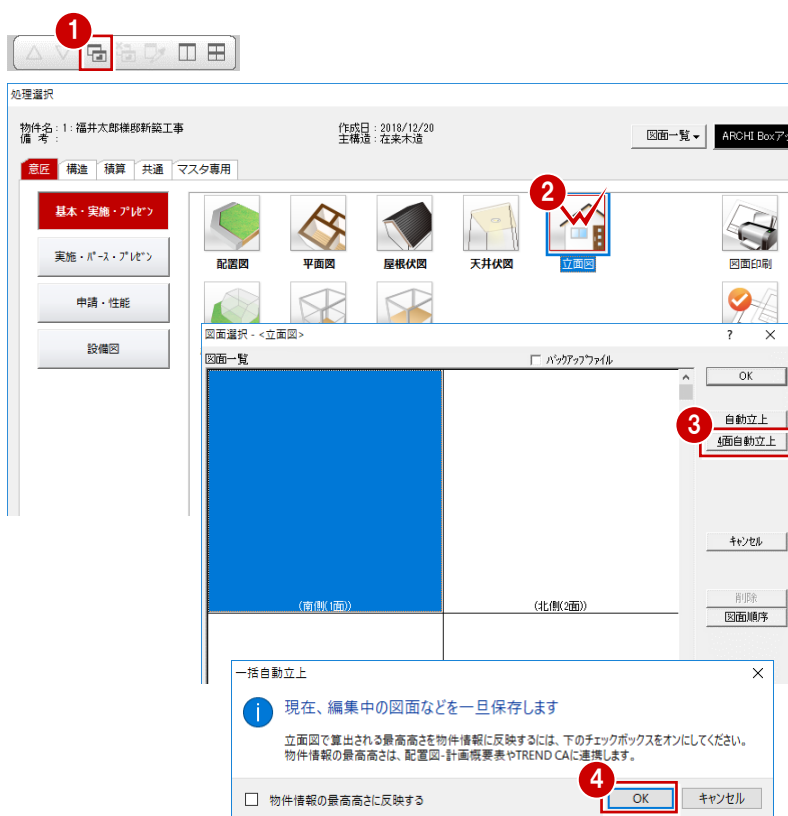 1
処理選択
物件名 : 1 : 福井太郎様邸新築工事
作成日 : 2018/12/20
備 考 :
主構造 : 在来木造
図面一覧
ARCHI Boxア
意匠 構造 積算 共通 マスタ専用
基本・実施・プレゼン
実施・パース・プレゼン
申請・性能
設備図
2
配置図 平面図 屋根伏図 天井伏図 立面図 図面印刷
図面選択 - <立面図>
? ×
図面一覧
バックアップファイル
OK
自動立上
3
4面自動立上
キャンセル
削除
図面順序
(南側(1面)) (北側(2面))
一括自動立上
×
現在、編集中の図面などを一旦保存します
立面図で算出される最高高さを物件情報に反映するには、下のチェックボックスをオンにしてください。
物件情報の最高高さは、配置図-計画概要表やTREND CAに連携します。
4
物件情報の最高高さに反映する
OK
キャンセル